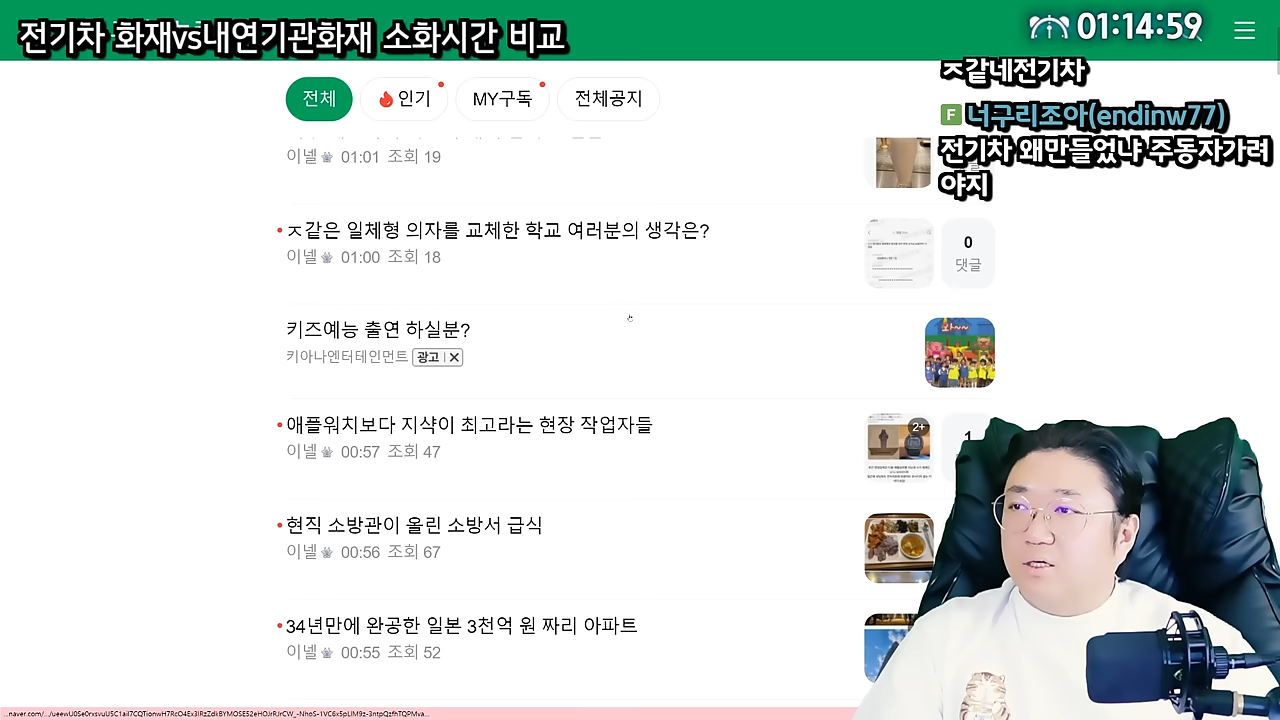 전기차 화재vs내연기관화재 소화시간 비교
01:14:59
ㅈ같네전기차
F 너구리조아(endinw77)
전기차 왜만들었냐 주동자가려
야지
전체
인기
MY구독
전체공지
이넬 01:01 조회 19
ㅈ같은 일체형 의자를 교체한 학교 여러분의 생각은?
이넬 01:00 조회 18
0
댓글
키즈예능 출연 하실분?
키아나엔터테인먼트 광고 X
애플워치보다 지샥이 최고라는 현장 작업자들
이넬 00:57 조회 47
2+
1
현직 소방관이 올린 소방서 급식
이넬 00:56 조회 67
34년만에 완공한 일본 3천억 원 짜리 아파트
이넬 00:55 조회 52